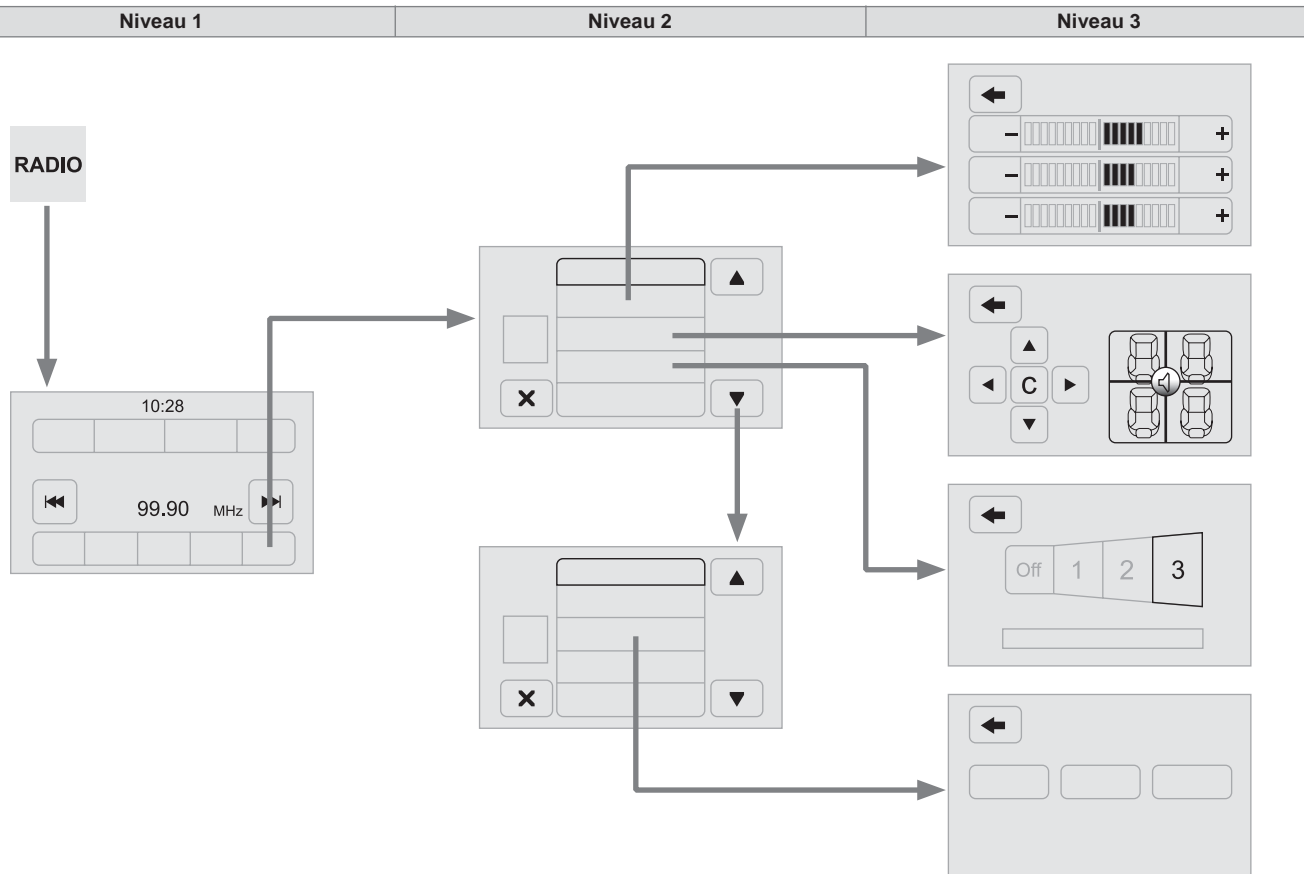 Niveau 1 Niveau 2 Niveau 3
RADIO
10:28
99.90 MHz
- +
- +
- +
C
Off 1 2 3